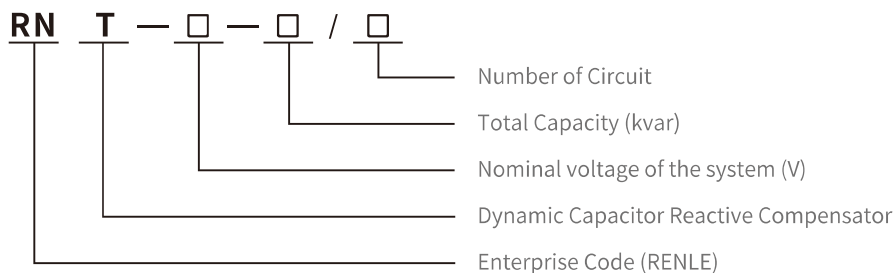 RN T — □ — □ / □
Number of Circuit
Total Capacity (kvar)
Nominal voltage of the system (V)
Dynamic Capacitor Reactive Compensator
Enterprise Code (RENLE)